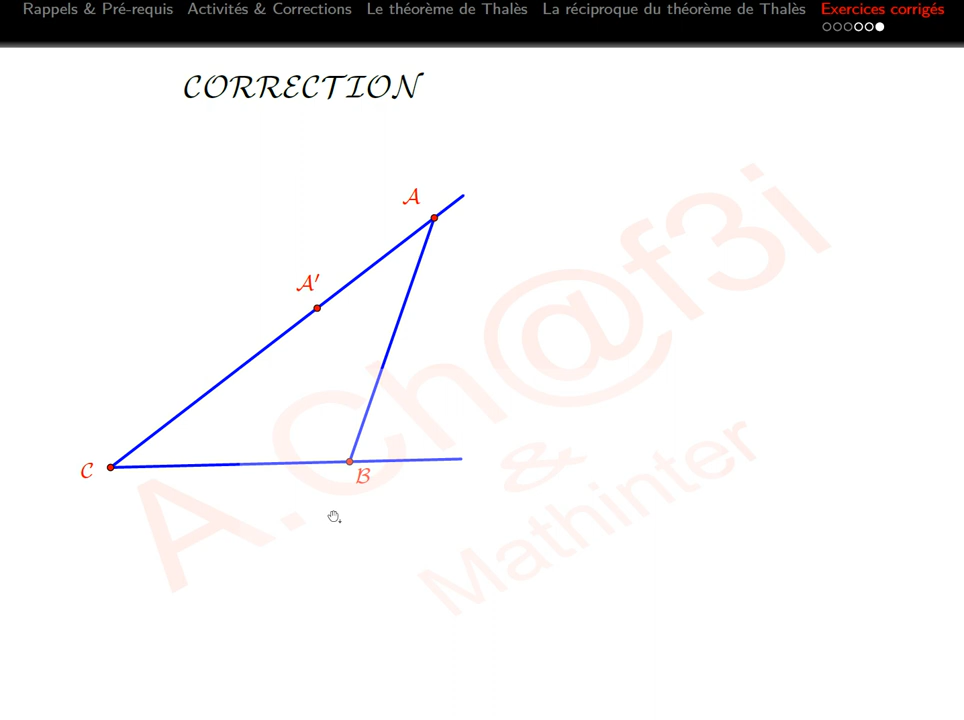 Rappels & Pré-requis Activités & Corrections Le théorème de Thalès La réciproque du théorème de Thalès Exercices corrigés
CORRECTION
A
A′
C
B
A.Ch@f3i
&
Mathinter